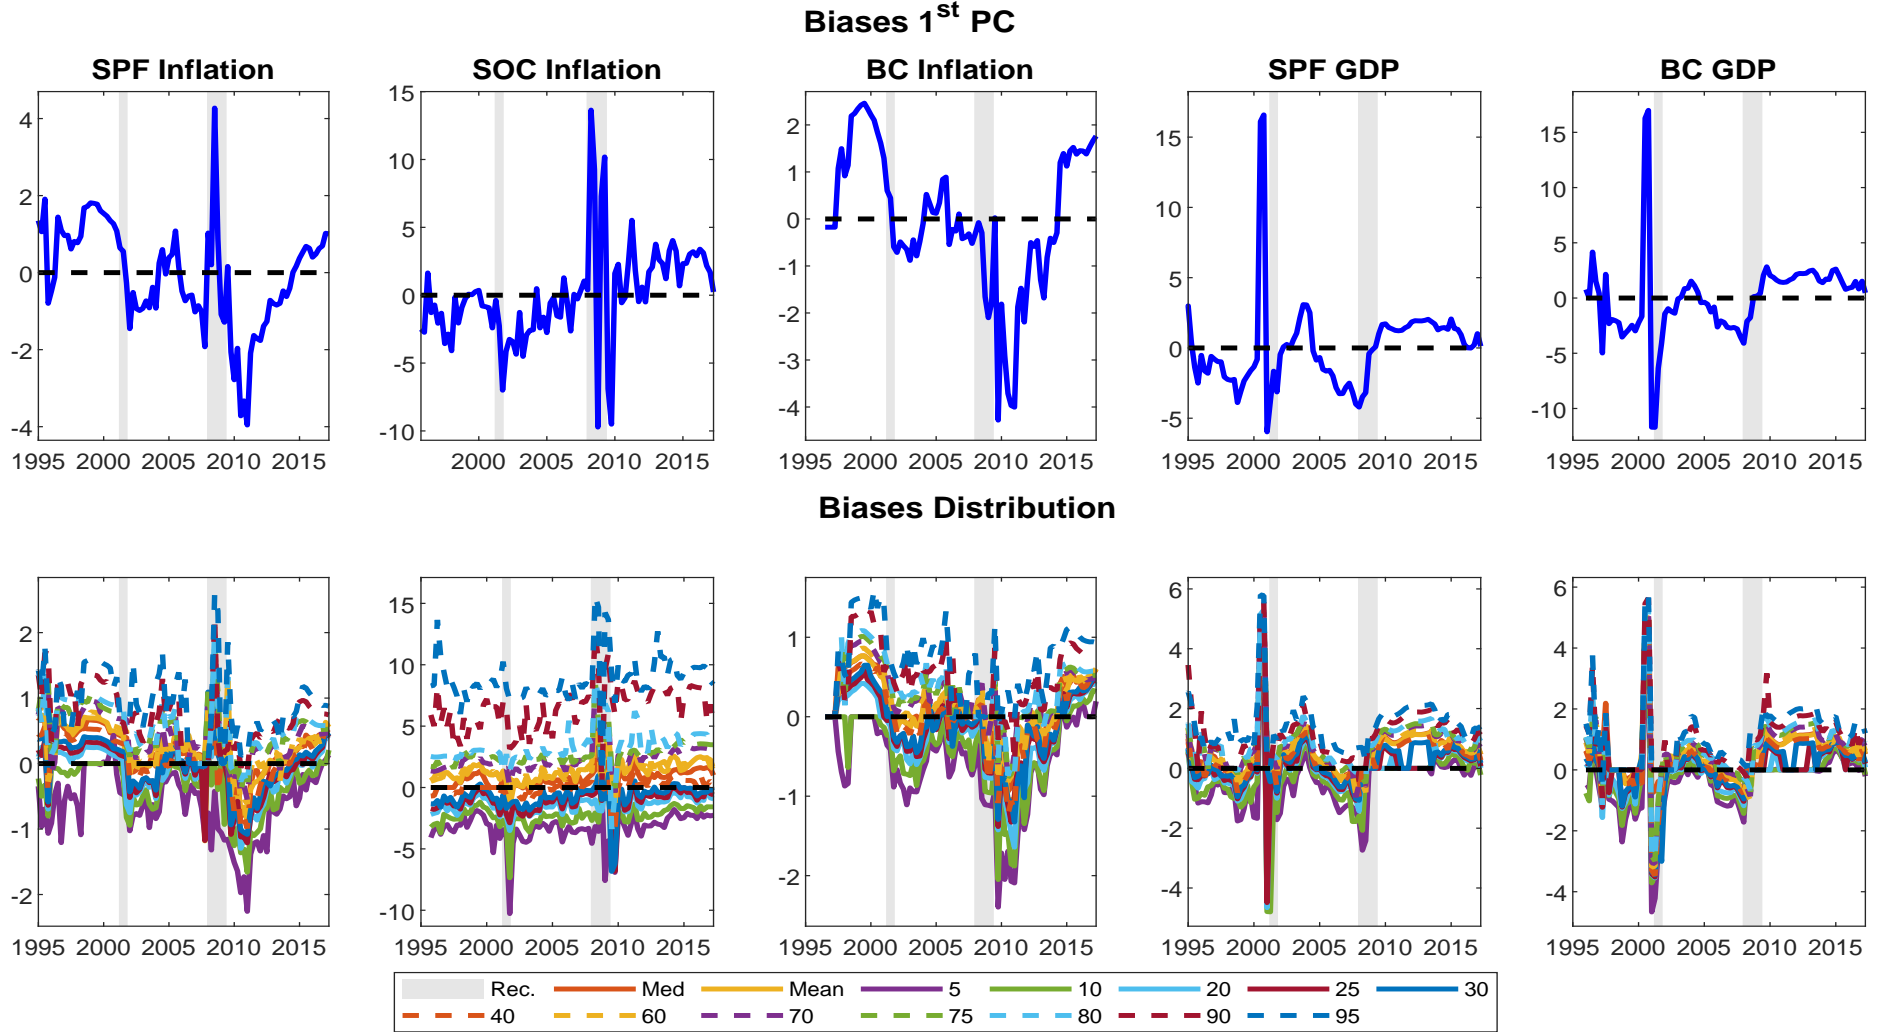 Biases 1st PC
SPF Inflation SOC Inflation BC Inflation SPF GDP BC GDP
4 2 0 -2 -4
1995 2000 2005 2010 2015
15 10 5 0 -5 -10
2000 2005 2010 2015
2 1 0 -1 -2 -3 -4
1995 2000 2005 2010 2015
15 10 5 0 -5
1995 2000 2005 2010 2015
15 10 5 0 -5 -10
1995 2000 2005 2010 2015
Biases Distribution
2 1 0 -1 -2
1995 2000 2005 2010 2015
15 10 5 0 -5 -10
1995 2000 2005 2010 2015
1 0 -1 -2
1995 2000 2005 2010 2015
6 4 2 0 -2 -4
1995 2000 2005 2010 2015
6 4 2 0 -2 -4
1995 2000 2005 2010 2015
Rec. Med Mean 5 10 20 25 30
40 60 70 75 80 90 95